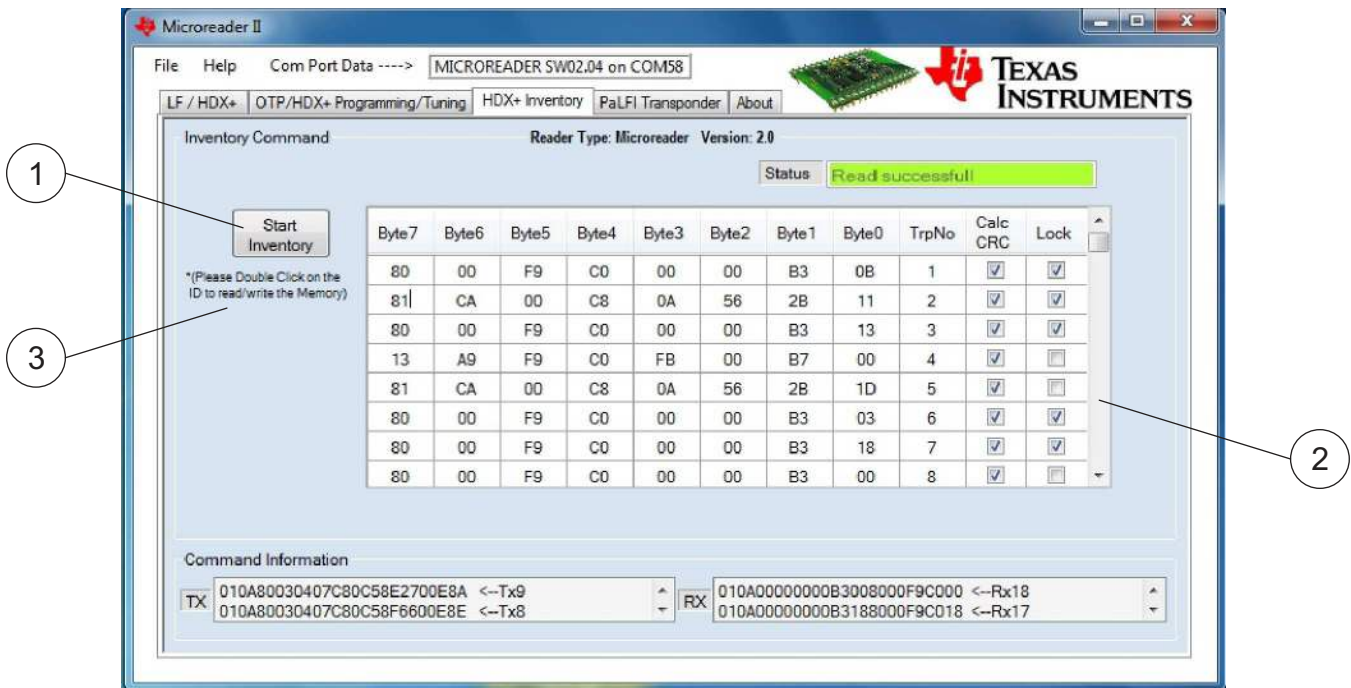 Microreader II
File Help Com Port Data ----> MICROREADER SW02.04 on COM58
TEXAS
INSTRUMENTS
LF / HDX+ OTP/HDX+ Programming/Tuning HDX+ Inventory PaLFI Transponder About
Inventory Command Reader Type: Microreader Version: 2.0
Status Read successfull
1
Start
Inventory
*(Please Double Click on the
ID to read/write the Memory)
3
Byte7 Byte6 Byte5 Byte4 Byte3 Byte2 Byte1 Byte0 TrpNo Calc CRC Lock
80 00 F9 C0 00 00 B3 0B 1
81 CA 00 C8 0A 56 2B 11 2
80 00 F9 C0 00 00 B3 13 3
13 A9 F9 C0 FB 00 B7 00 4
81 CA 00 C8 0A 56 2B 1D 5
80 00 F9 C0 00 00 B3 03 6
80 00 F9 C0 00 00 B3 18 7
80 00 F9 C0 00 00 B3 00 8
2
Command Information
TX 010A80030407C80C58E2700E8A <--Tx9
010A80030407C80C58F6600E8E <--Tx8
RX 010A00000000B3008000F9C000 <--Rx18
010A00000000B3188000F9C018 <--Rx17